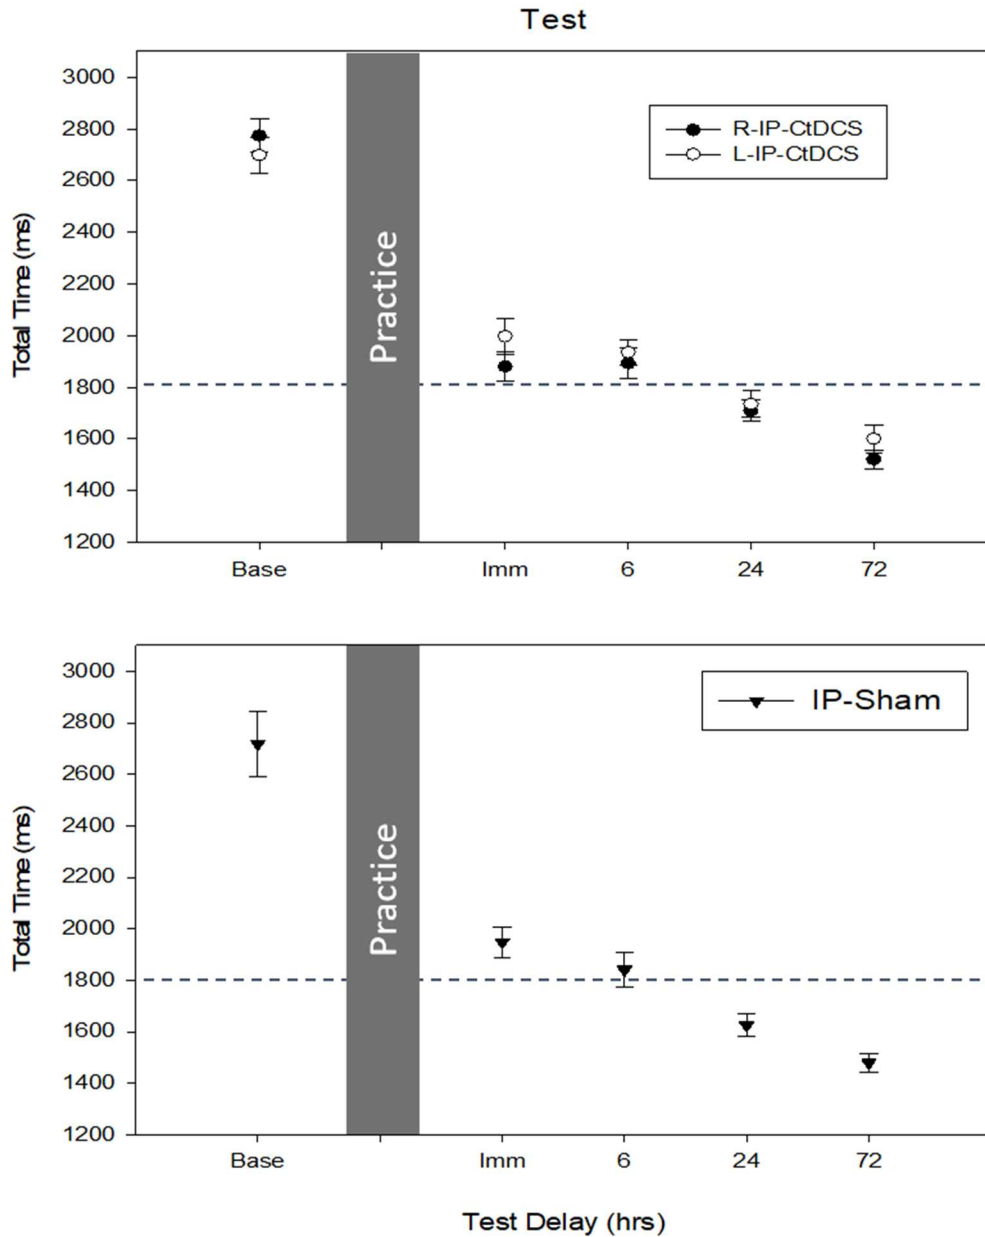 Test
3000
2800
2600
2400
2200
2000
1800
1600
1400
1200
Total Time (ms)
Practice
R-IP-CtDCS
L-IP-CtDCS
Base
Imm
6
24
72
3000
2800
2600
2400
2200
2000
1800
1600
1400
1200
Total Time (ms)
Practice
IP-Sham
Base
Imm
6
24
72
Test Delay (hrs)